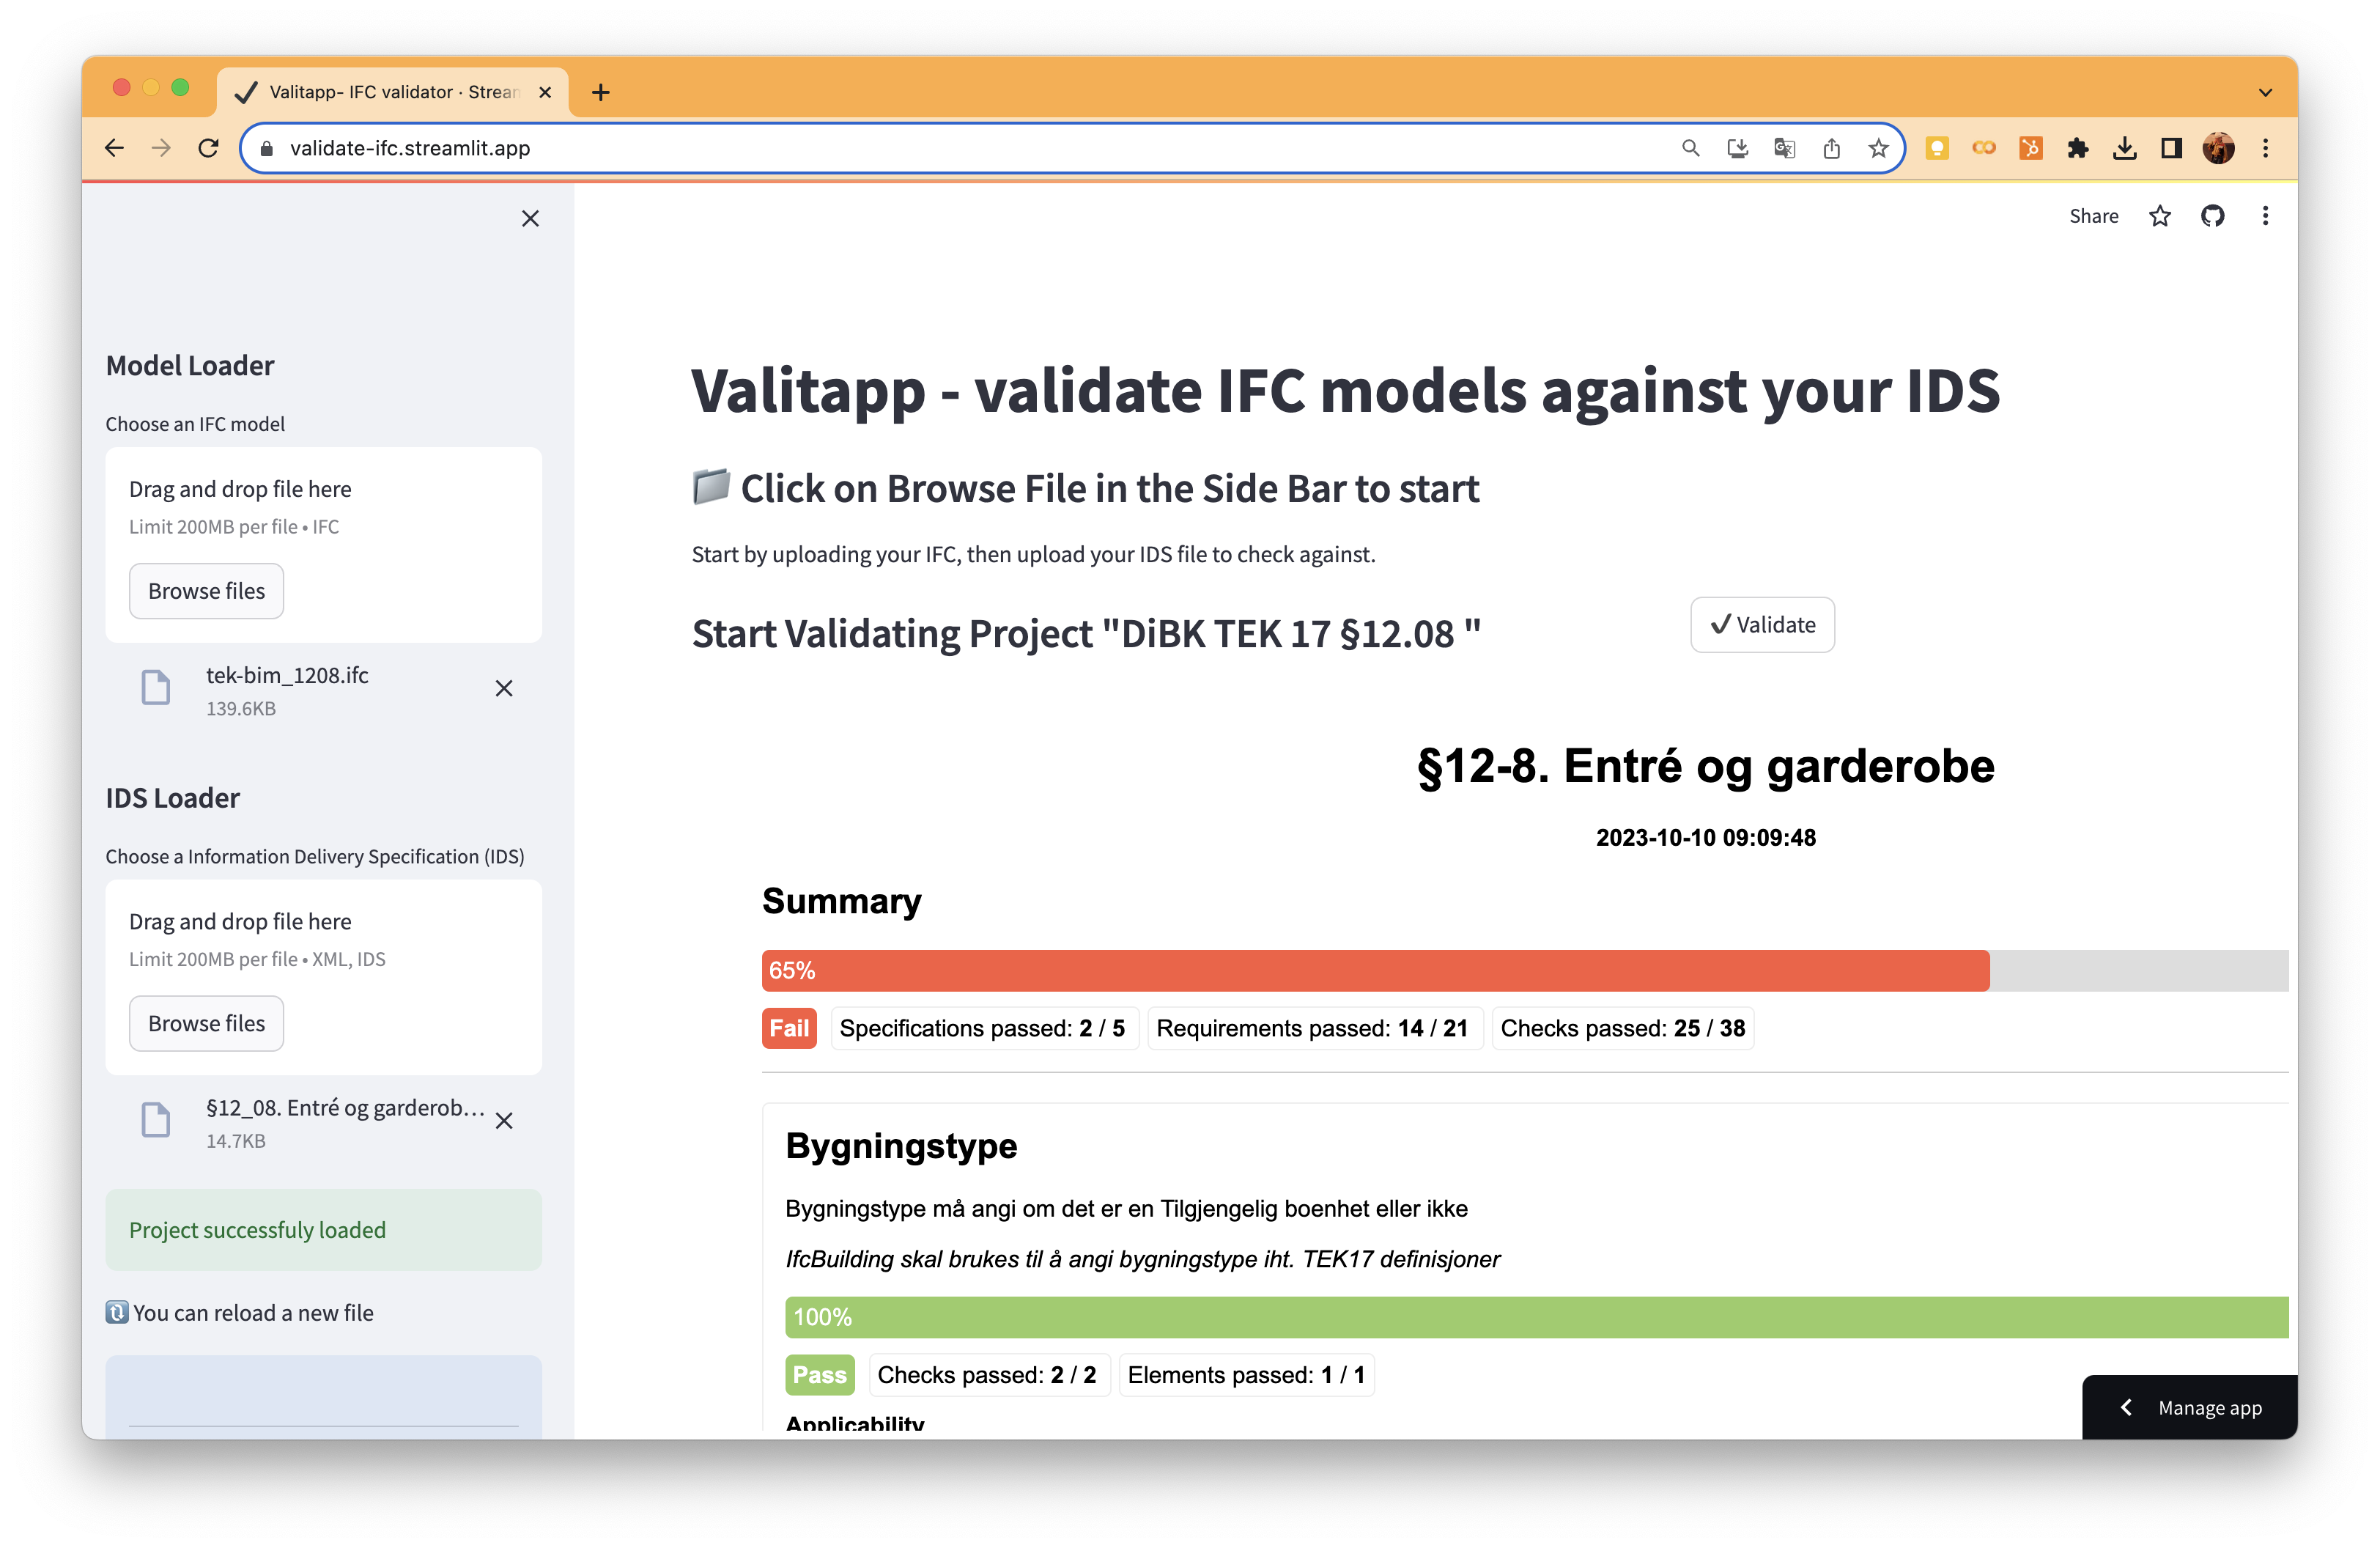 Valitapp- IFC validator · Strean
validate-ifc.streamlit.app
Share
Model Loader
Choose an IFC model
Drag and drop file here
Limit 200MB per file • IFC
Browse files
tek-bim_1208.ifc
139.6KB
IDS Loader
Choose a Information Delivery Specification (IDS)
Drag and drop file here
Limit 200MB per file • XML, IDS
Browse files
§12_08. Entré og garderob...
14.7KB
Project successfuly loaded
You can reload a new file
Valitapp - validate IFC models against your IDS
Click on Browse File in the Side Bar to start
Start by uploading your IFC, then upload your IDS file to check against.
Start Validating Project "DiBK TEK 17 §12.08 "
✔ Validate
§12-8. Entré og garderobe
2023-10-10 09:09:48
Summary
65%
Fail Specifications passed: 2 / 5 Requirements passed: 14 / 21 Checks passed: 25 / 38
Bygningstype
Bygningstype må angi om det er en Tilgjengelig boenhet eller ikke
IfcBuilding skal brukes til å angi bygningstype iht. TEK17 definisjoner
100%
Pass Checks passed: 2 / 2 Elements passed: 1 / 1
Applicability
Manage app